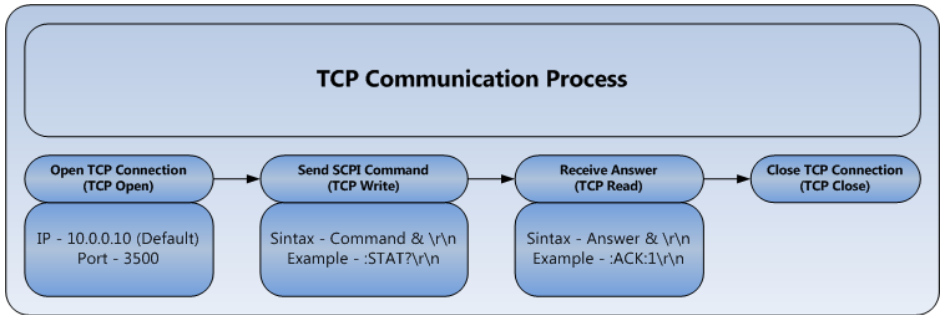 TCP Communication Process
Open TCP Connection
(TCP Open)
Send SCPI Command
(TCP Write)
Receive Answer
(TCP Read)
Close TCP Connection
(TCP Close)
IP - 10.0.0.10 (Default)
Port - 3500
Sintax - Command & \r\n
Example - :STAT?\r\n
Sintax - Answer & \r\n
Example - :ACK:1\r\n